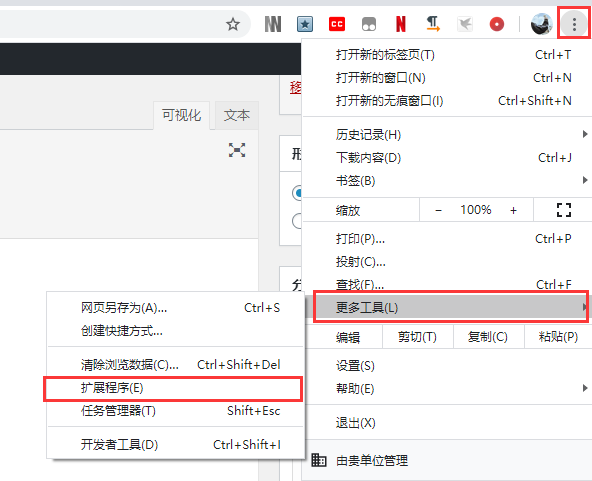 CC
N
打开新的标签页(T) Ctrl+T
打开新的窗口(N) Ctrl+N
打开新的无痕窗口(I) Ctrl+Shift+N
移
可视化 文本
历史记录(H)
下载内容(D) Ctrl+J
书签(B)
缩放 − 100% +
打印(P)... Ctrl+P
投射(C)...
查找(F)... Ctrl+F
更多工具(L)
网页另存为(A)... Ctrl+S
创建快捷方式...
清除浏览数据(C)... Ctrl+Shift+Del
扩展程序(E)
任务管理器(T) Shift+Esc
开发者工具(D) Ctrl+Shift+I
编辑 剪切(T) 复制(C) 粘贴(P)
设置(S)
帮助(E)
退出(X)
由贵单位管理